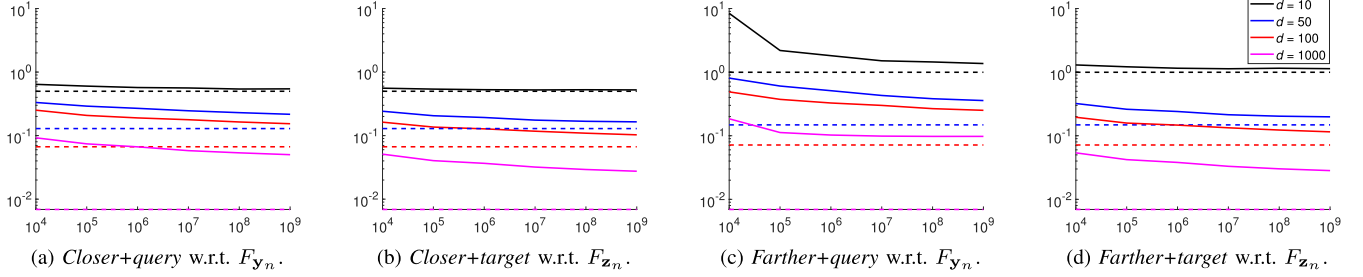 10^1
10^0
10^-1
10^-2
10^4 10^5 10^6 10^7 10^8 10^9
(a) Closer+query w.r.t. F_{y_n}.
10^1
10^0
10^-1
10^-2
10^4 10^5 10^6 10^7 10^8 10^9
(b) Closer+target w.r.t. F_{z_n}.
10^1
10^0
10^-1
10^-2
10^4 10^5 10^6 10^7 10^8 10^9
(c) Farther+query w.r.t. F_{y_n}.
10^1
10^0
10^-1
10^-2
d = 10
d = 50
d = 100
d = 1000
10^4 10^5 10^6 10^7 10^8 10^9
(d) Farther+target w.r.t. F_{z_n}.